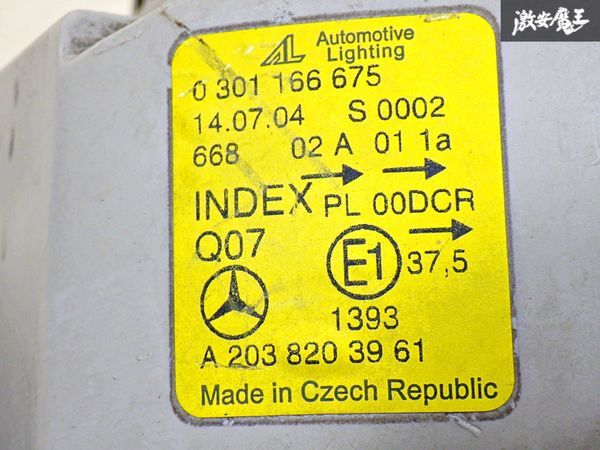 激安魔王
AL Automotive
Lighting
0 301 166 675
14.07.04 S 0002
668 02 A 01 1a
INDEX PL 00DCR
Q07 E1 37,5
1393
A 203 820 39 61
Made in Czech Republic